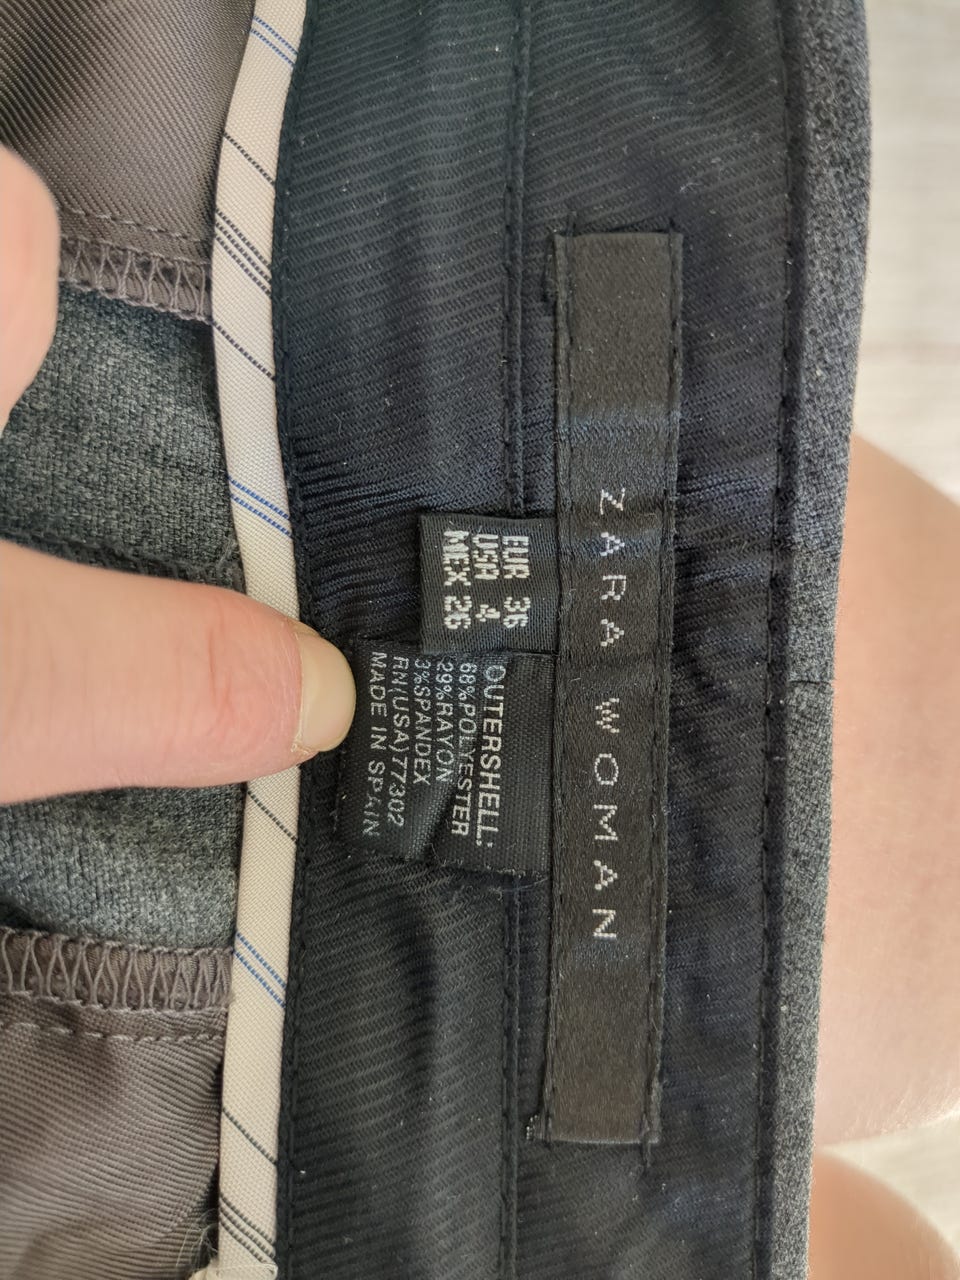 ZARA WOMAN
EUR 36
USA 4
MEX 26
OUTERSHELL:
68%POLYESTER
29%RAYON
3%SPANDEX
RN(USA)77302
MADE IN SPAIN